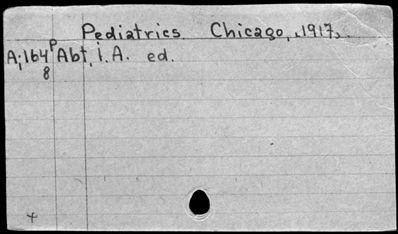 Pediatrics. Chicago, 1917.
A;164 P Abt, i.A. ed.
8